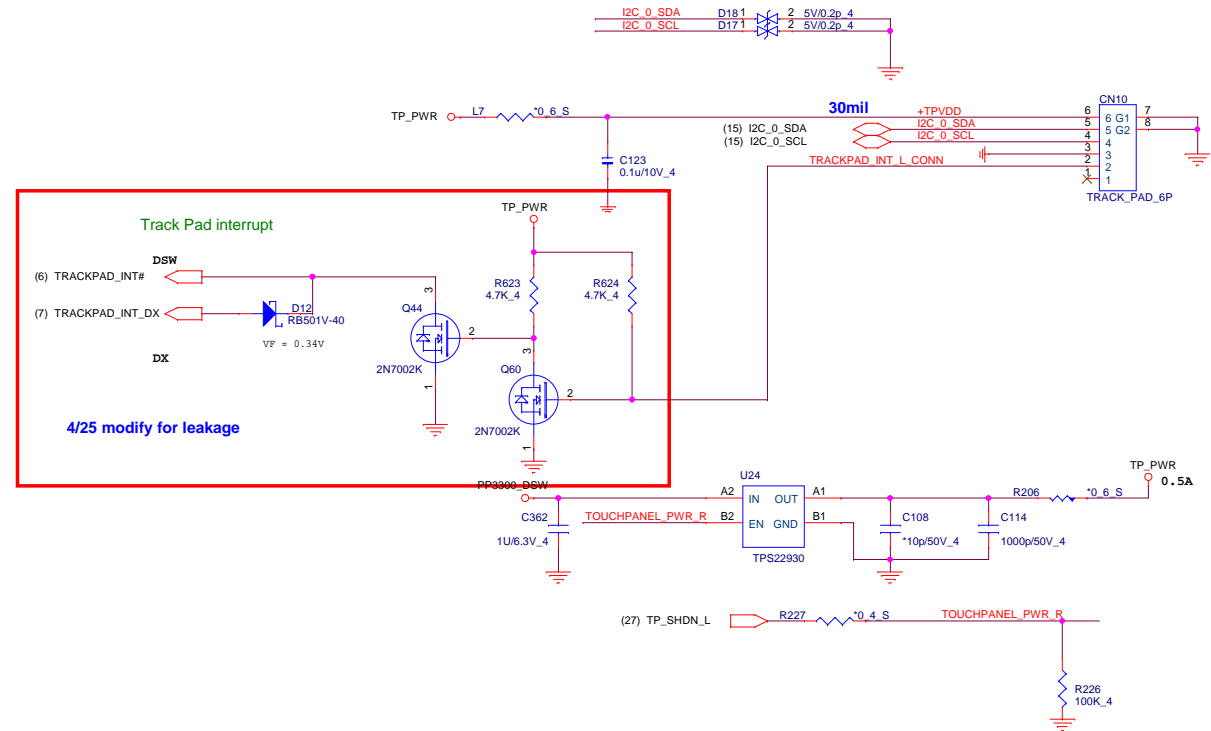 I2C_0_SDA D18 1 2 5V/0.2p_4
I2C_0_SCL D17 1 2 5V/0.2p_4
TP_PWR L7 *0_6_S 30mil +TPVDD
(15) I2C_0_SDA I2C_0_SDA
(15) I2C_0_SCL I2C_0_SCL
TRACKPAD_INT_L_CONN
CN10
6 6 G1 7
5 5 G2 8
4 4
3 3
2 2
1 1
TRACK_PAD_6P
C123
0.1u/10V_4
Track Pad interrupt
TP_PWR
DSW
(6) TRACKPAD_INT#
(7) TRACKPAD_INT_DX
D12
RB501V-40
VF = 0.34V
DX
R623
4.7K_4
R624
4.7K_4
Q44
3
2
1
2N7002K
Q60
3
2
1
2N7002K
4/25 modify for leakage
PP3300_DSW
C362
1U/6.3V_4
TOUCHPANEL_PWR_R
U24
A2 IN OUT A1
B2 EN GND B1
TPS22930
C108
*10p/50V_4
C114
1000p/50V_4
R206 *0_6_S
TP_PWR
0.5A
(27) TP_SHDN_L R227 *0_4_S TOUCHPANEL_PWR_R
R226
100K_4